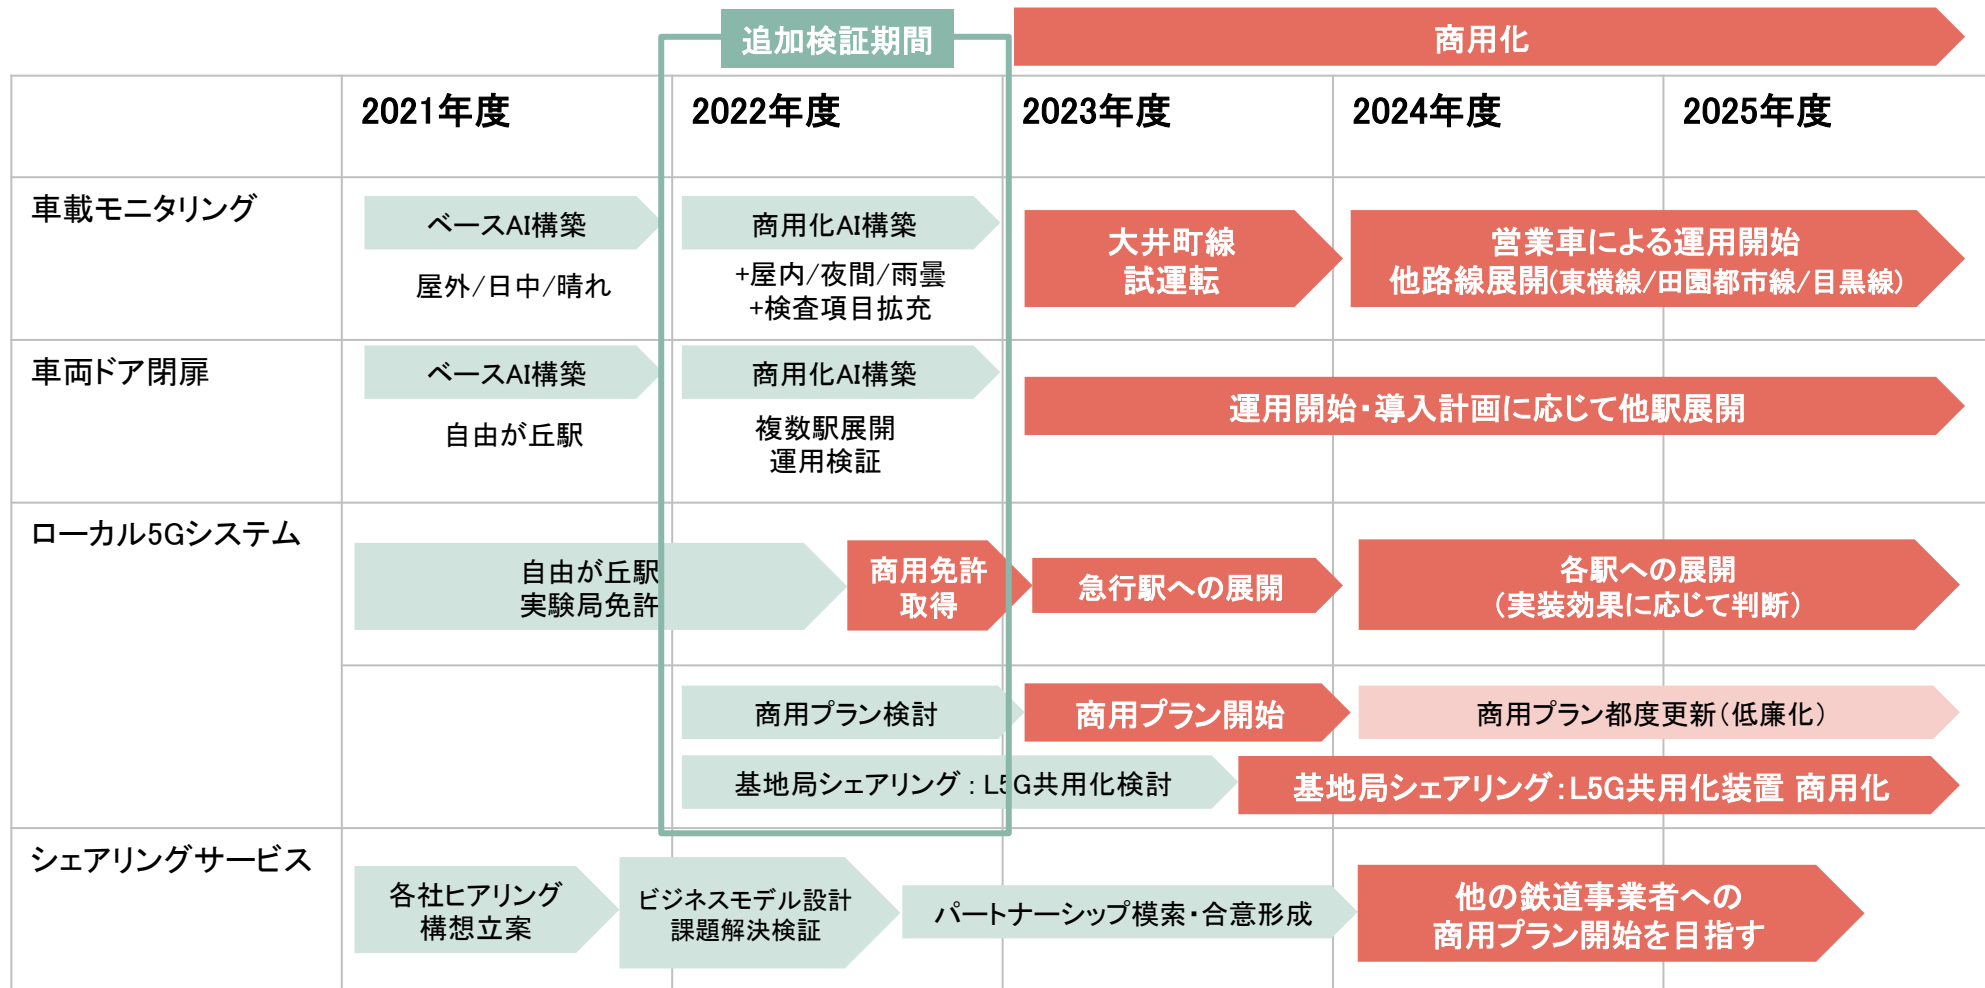 追加検証期間
商用化
2021年度
2022年度
2023年度
2024年度
2025年度
車載モニタリング
ベースAI構築
屋外/日中/晴れ
商用化AI構築
+屋内/夜間/雨曇
+検査項目拡充
大井町線
試運転
営業車による運用開始
他路線展開(東横線/田園都市線/目黒線)
車両ドア閉扉
ベースAI構築
自由が丘駅
商用化AI構築
複数駅展開
運用検証
運用開始・導入計画に応じて他駅展開
ローカル5Gシステム
自由が丘駅
実験局免許
商用免許
取得
急行駅への展開
各駅への展開
（実装効果に応じて判断）
商用プラン検討
商用プラン開始
商用プラン都度更新（低廉化）
基地局シェアリング：L5G共用化検討
基地局シェアリング：L5G共用化装置 商用化
シェアリングサービス
各社ヒアリング
構想立案
ビジネスモデル設計
課題解決検証
パートナーシップ模索・合意形成
他の鉄道事業者への
商用プラン開始を目指す